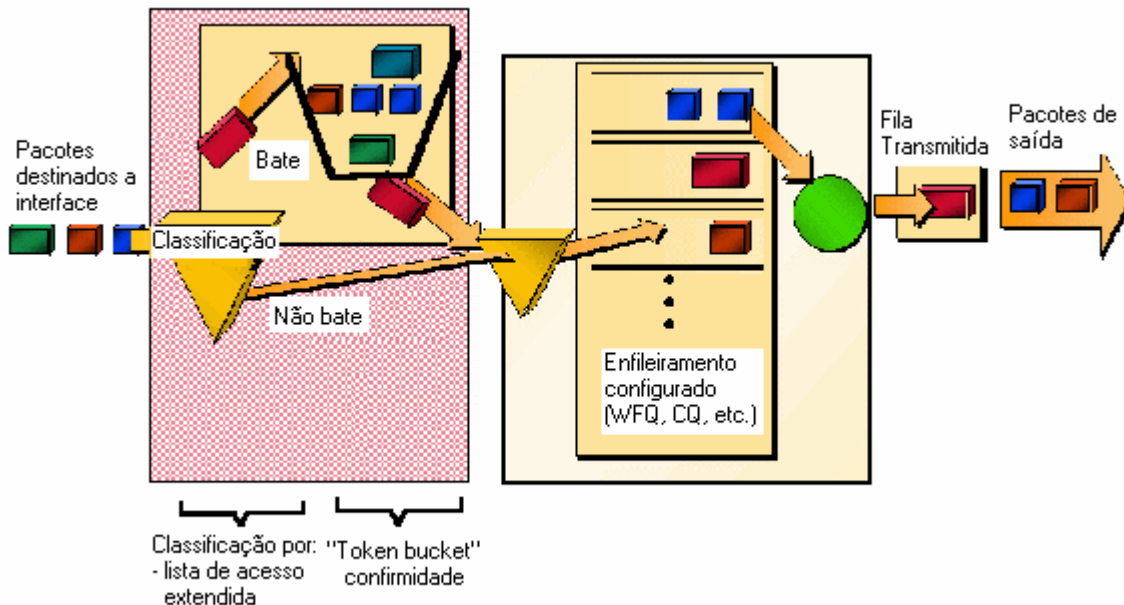 Pacotes
destinados a
interface
Classificação
Bate
Não bate
Enfileiramento
configurado
(WFQ, CQ, etc.)
Fila
Transmitida
Pacotes de
saída
Classificação por:
- lista de acesso
extendida
"Token bucket"
confirmidade